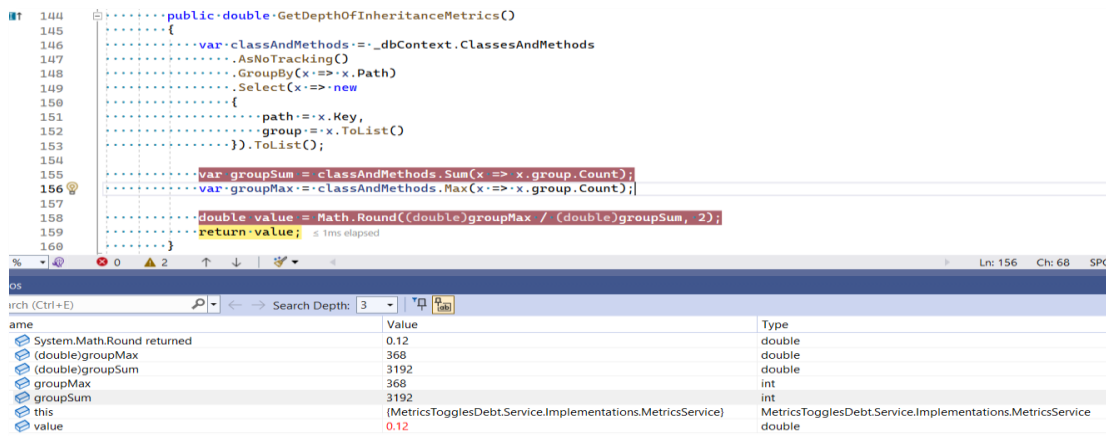 144 public double GetDepthOfInheritanceMetrics()
145 {
146 var classAndMethods = _dbContext.ClassesAndMethods
147 .AsNoTracking()
148 .GroupBy(x => x.Path)
149 .Select(x => new
150 {
151 path = x.Key,
152 group = x.ToList()
153 }).ToList();
154
155 var groupSum = classAndMethods.Sum(x => x.group.Count);
156 var groupMax = classAndMethods.Max(x => x.group.Count);
157
158 double value = Math.Round((double)groupMax / (double)groupSum, 2);
159 return value; ≤ 1ms elapsed
160 }
% 0 2 Ln: 156 Ch: 68 SPC
os
arch (Ctrl+E) Search Depth: 3
ame Value Type
System.Math.Round returned 0.12 double
(double)groupMax 368 double
(double)groupSum 3192 double
groupMax 368 int
groupSum 3192 int
this {MetricsTogglesDebt.Service.Implementations.MetricsService} MetricsTogglesDebt.Service.Implementations.MetricsService
value 0.12 double